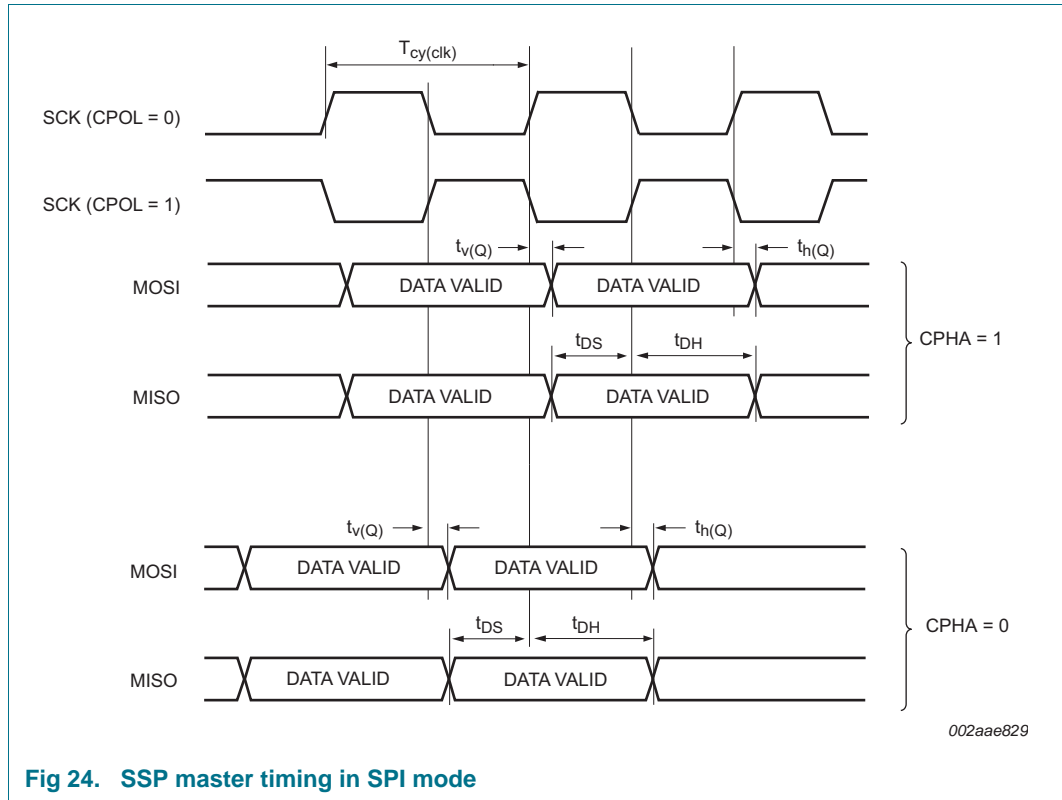 Tcy(clk)
SCK (CPOL = 0)
SCK (CPOL = 1)
tv(Q)
th(Q)
MOSI
DATA VALID
DATA VALID
tDS
tDH
CPHA = 1
MISO
DATA VALID
DATA VALID
tv(Q)
th(Q)
MOSI
DATA VALID
DATA VALID
tDS
tDH
CPHA = 0
MISO
DATA VALID
DATA VALID
002aae829
Fig 24. SSP master timing in SPI mode